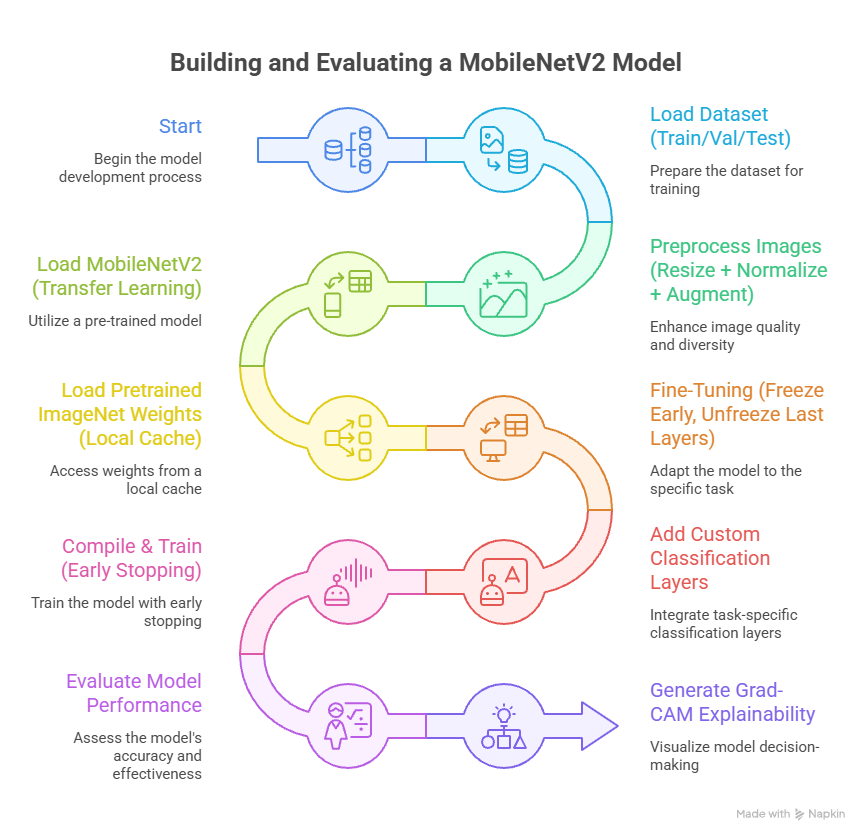 Building and Evaluating a MobileNetV2 Model
Start
Begin the model
development process
Load Dataset
(Train/Val/Test)
Prepare the dataset for
training
Preprocess Images
(Resize + Normalize
+ Augment)
Enhance image quality
and diversity
Load MobileNetV2
(Transfer Learning)
Utilize a pre-trained model
Load Pretrained
ImageNet Weights
(Local Cache)
Access weights from a
local cache
Fine-Tuning (Freeze
Early, Unfreeze Last
Layers)
Adapt the model to the
specific task
Add Custom
Classification
Layers
Integrate task-specific
classification layers
A
Compile & Train
(Early Stopping)
Train the model with early
stopping
Evaluate Model
Performance
Assess the model's
accuracy and
effectiveness
Generate Grad-
CAM Explainability
Visualize model decision-
making
Made with Napkin